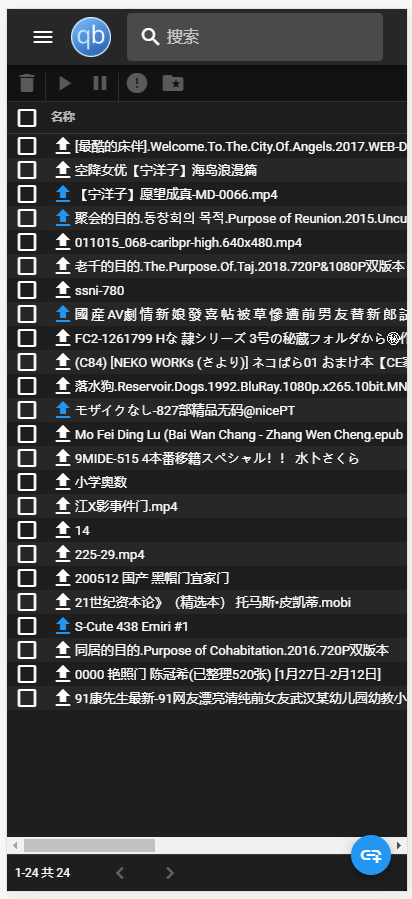 qb
搜索
名称
[最酷的床伴].Welcome.To.The.City.Of.Angels.2017.WEB-D
空降女优【宁洋子】海岛浪漫篇
【宁洋子】愿望成真-MD-0066.mp4
聚会的目的.동창회의 목적.Purpose of Reunion.2015.Uncu
011015_068-caribpr-high.640x480.mp4
老千的目的.The.Purpose.Of.Taj.2018.720P&1080P双版本
ssni-780
國 産 AV劇 情 新 娘 發 喜 帖 被 草 慘 遭 前 男 友 替 新 郎
FC2-1261799 Hな 隷シリーズ 3号の秘蔵フォルダから
(C84) [NEKO WORKs (さより)] ネコぱら01 おまけ本【CE
落水狗.Reservoir.Dogs.1992.BluRay.1080p.x265.10bit.MN
モザイクなし-827部精品无码@nicePT
Mo Fei Ding Lu (Bai Wan Chang - Zhang Wen Cheng.epub
9MIDE-515 4本番移籍スペシャル！！ 水卜さくら
小学奥数
江X影事件门.mp4
14
225-29.mp4
200512 国产 黑帽门宜家门
21世纪资本论》（精选本） 托马斯•皮凯蒂.mobi
S-Cute 438 Emiri #1
同居的目的.Purpose of Cohabitation.2016.720P双版本
0000 艳照门 陈冠希(已整理520张) [1月27日-2月12日]
91康先生最新-91网友漂亮清纯前女友武汉某幼儿园幼教小
1-24 共 24